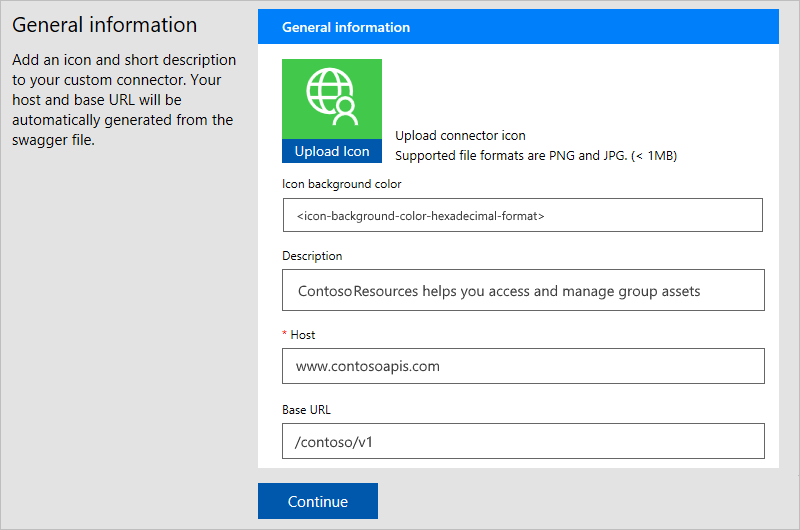 General information
Add an icon and short description
to your custom connector. Your
host and base URL will be
automatically generated from the
swagger file.
General information
Upload Icon
Upload connector icon
Supported file formats are PNG and JPG. (< 1MB)
Icon background color
<icon-background-color-hexadecimal-format>
Description
ContosoResources helps you access and manage group assets
* Host
www.contosoapis.com
Base URL
/contoso/v1
Continue